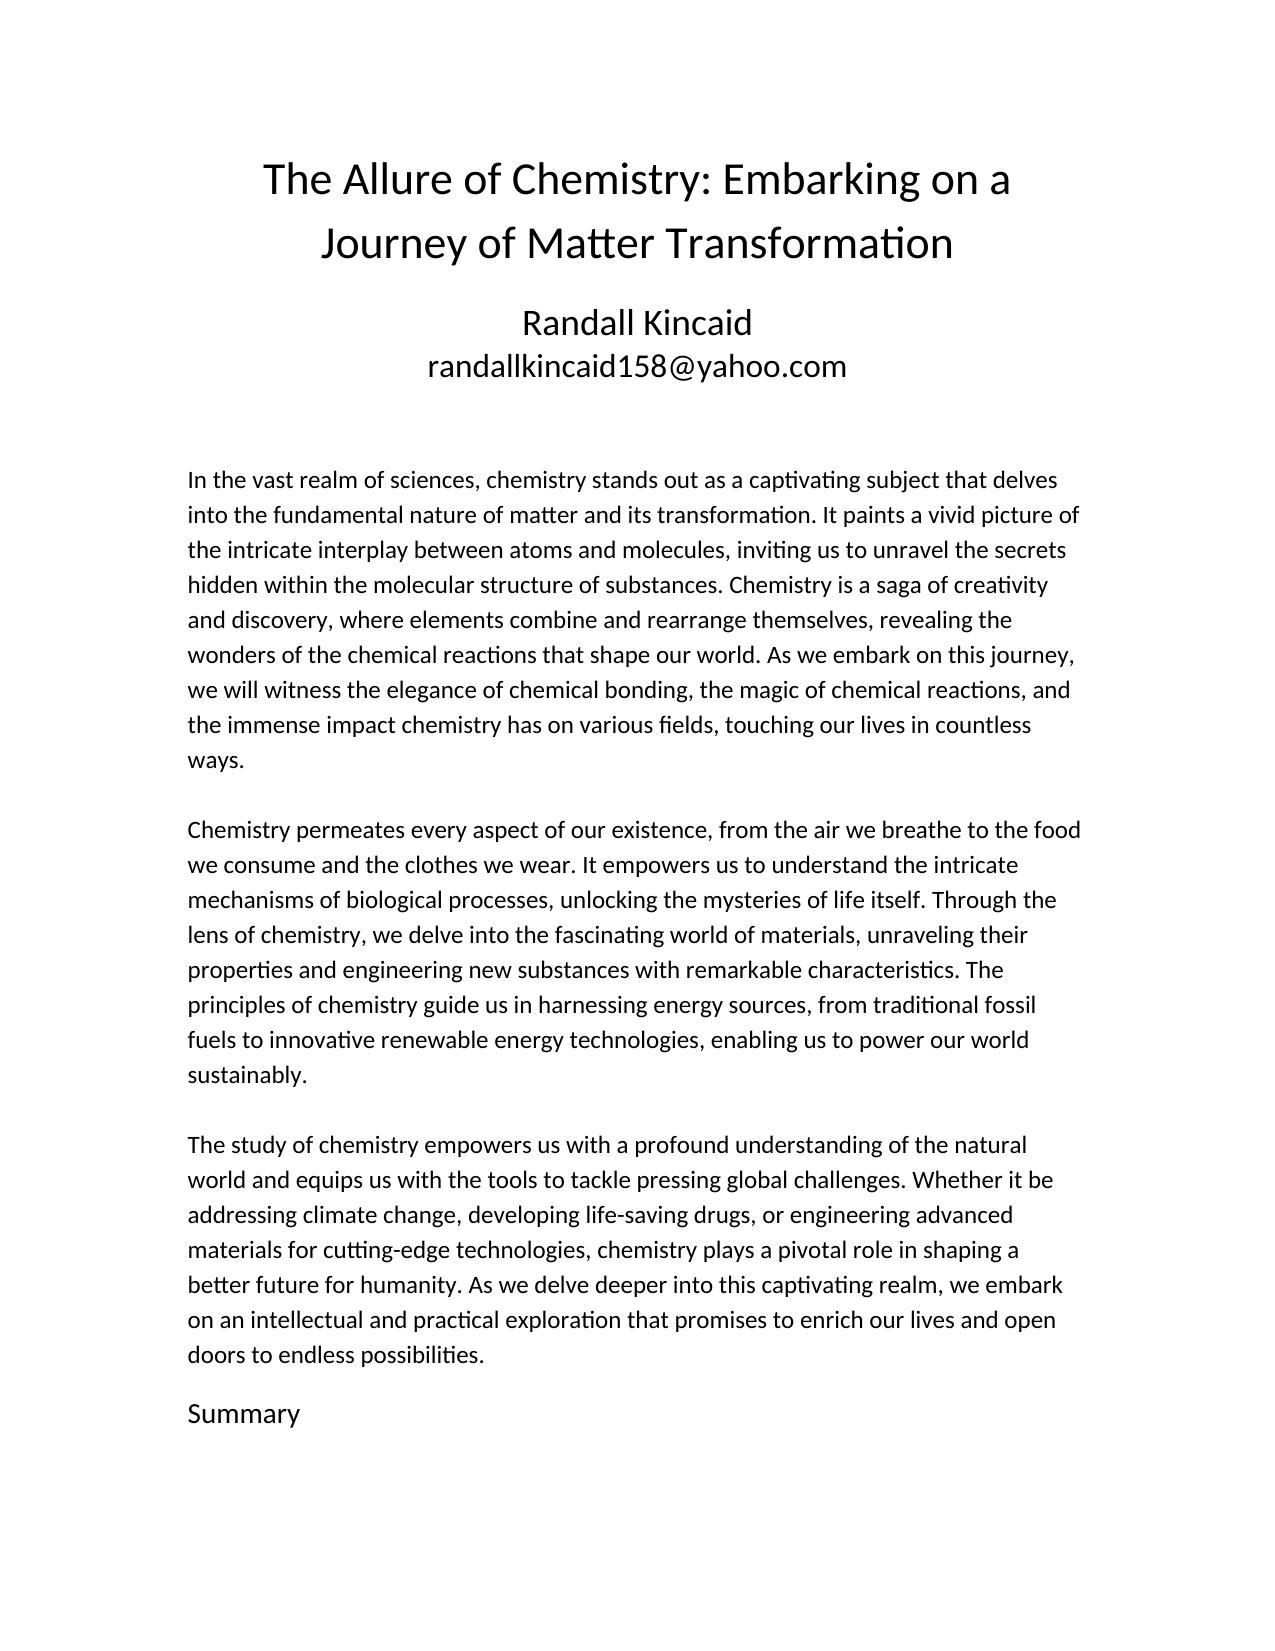 The Allure of Chemistry: Embarking on a
Journey of Matter Transformation
Randall Kincaid
randallkincaid158@yahoo.com
In the vast realm of sciences, chemistry stands out as a captivating subject that delves
into the fundamental nature of matter and its transformation. It paints a vivid picture of
the intricate interplay between atoms and molecules, inviting us to unravel the secrets
hidden within the molecular structure of substances. Chemistry is a saga of creativity
and discovery, where elements combine and rearrange themselves, revealing the
wonders of the chemical reactions that shape our world. As we embark on this journey,
we will witness the elegance of chemical bonding, the magic of chemical reactions, and
the immense impact chemistry has on various fields, touching our lives in countless
ways.
Chemistry permeates every aspect of our existence, from the air we breathe to the food
we consume and the clothes we wear. It empowers us to understand the intricate
mechanisms of biological processes, unlocking the mysteries of life itself. Through the
lens of chemistry, we delve into the fascinating world of materials, unraveling their
properties and engineering new substances with remarkable characteristics. The
principles of chemistry guide us in harnessing energy sources, from traditional fossil
fuels to innovative renewable energy technologies, enabling us to power our world
sustainably.
The study of chemistry empowers us with a profound understanding of the natural
world and equips us with the tools to tackle pressing global challenges. Whether it be
addressing climate change, developing life-saving drugs, or engineering advanced
materials for cutting-edge technologies, chemistry plays a pivotal role in shaping a
better future for humanity. As we delve deeper into this captivating realm, we embark
on an intellectual and practical exploration that promises to enrich our lives and open
doors to endless possibilities.
Summary